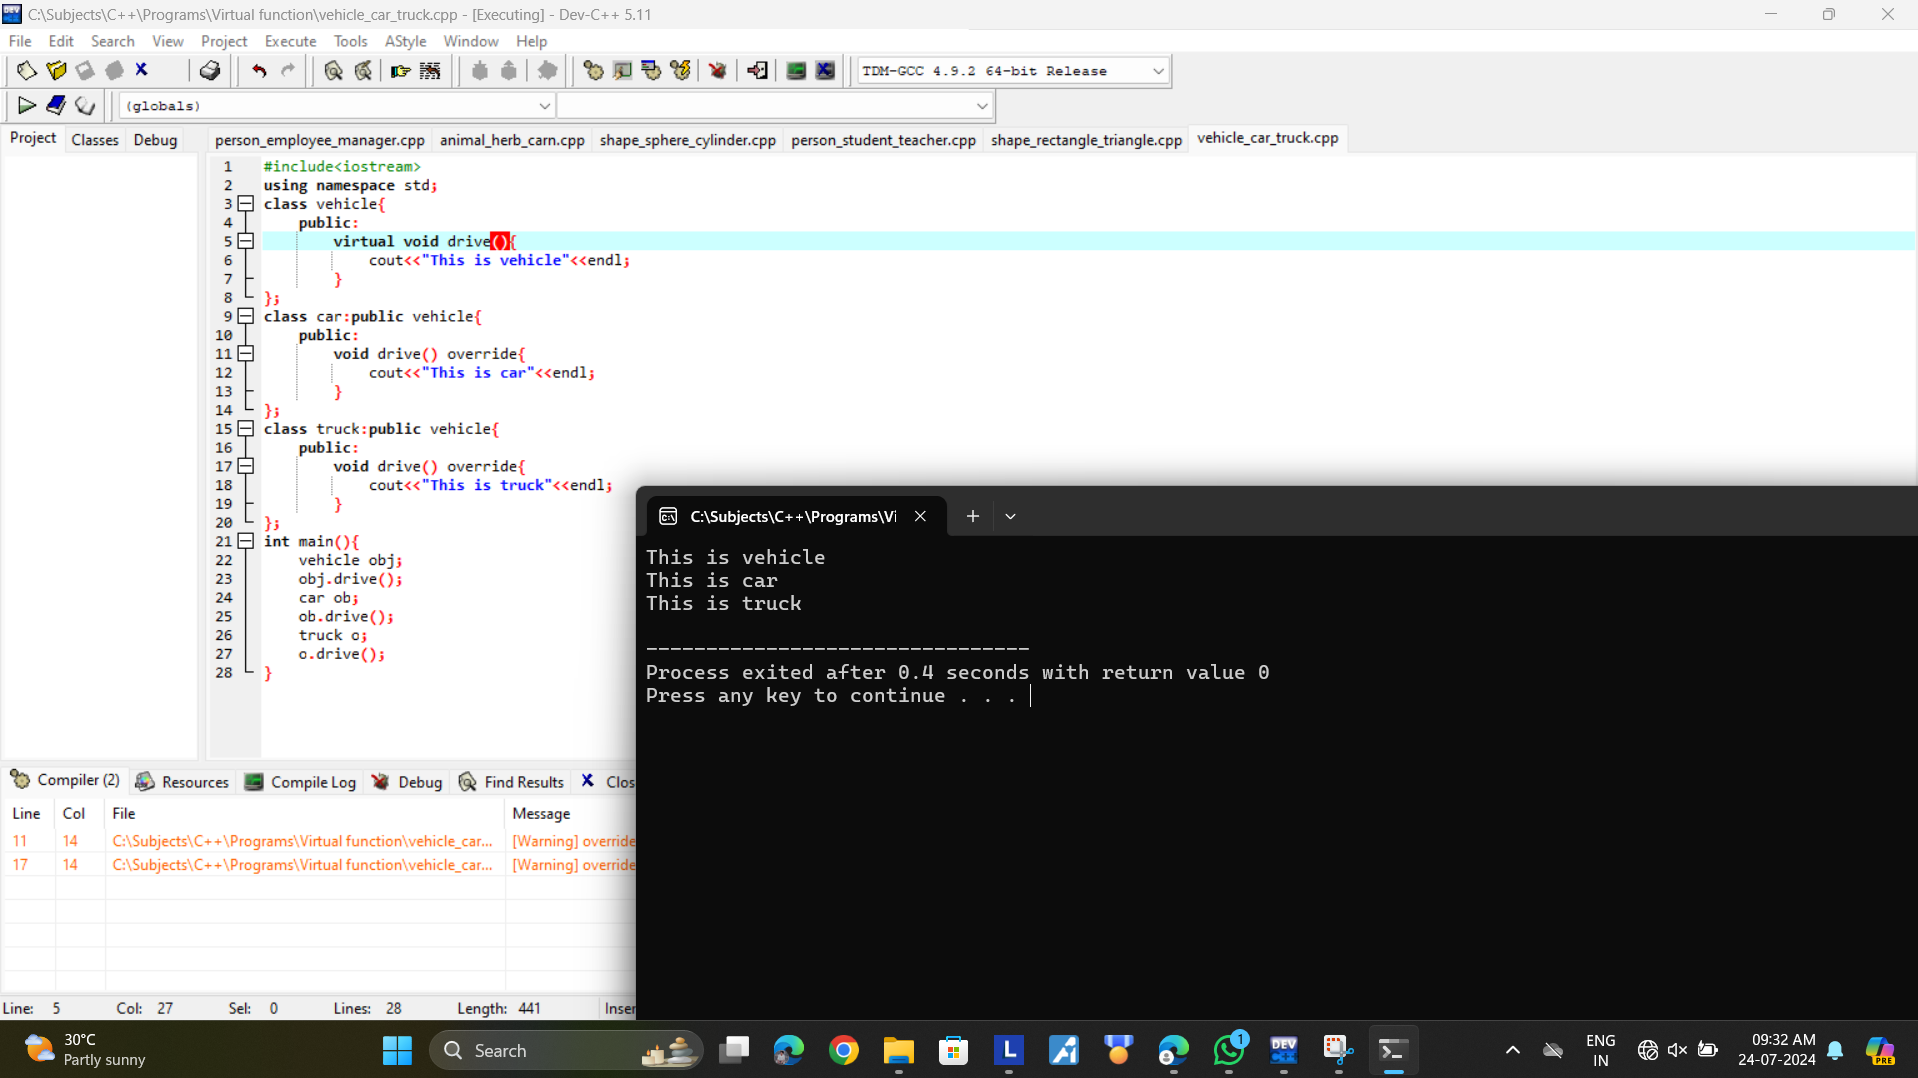 C:\Subjects\C++\Programs\Virtual function\vehicle_car_truck.cpp - [Executing] - Dev-C++ 5.11
File Edit Search View Project Execute Tools AStyle Window Help
TDM-GCC 4.9.2 64-bit Release
(globals)
Project Classes Debug person_employee_manager.cpp animal_herb_carn.cpp shape_sphere_cylinder.cpp person_student_teacher.cpp shape_rectangle_triangle.cpp vehicle_car_truck.cpp
1 #include<iostream>
2 using namespace std;
3 class vehicle{
4 public:
5 virtual void drive(){
6 cout<<"This is vehicle"<<endl;
7 }
8 };
9 class car:public vehicle{
10 public:
11 void drive() override{
12 cout<<"This is car"<<endl;
13 }
14 };
15 class truck:public vehicle{
16 public:
17 void drive() override{
18 cout<<"This is truck"<<endl;
19 }
20 };
21 int main(){
22 vehicle obj;
23 obj.drive();
24 car ob;
25 ob.drive();
26 truck o;
27 o.drive();
28 }
C:\Subjects\C++\Programs\Vi
This is vehicle
This is car
This is truck
--------------------------------
Process exited after 0.4 seconds with return value 0
Press any key to continue . . .
Compiler (2) Resources Compile Log Debug Find Results Clos
Line Col File Message
11 14 C:\Subjects\C++\Programs\Virtual function\vehicle_car... [Warning] override
17 14 C:\Subjects\C++\Programs\Virtual function\vehicle_car... [Warning] override
Line: 5 Col: 27 Sel: 0 Lines: 28 Length: 441 Inser
30°C
Partly sunny
Search
L
1
DEV
ENG
IN
09:32 AM
24-07-2024
PRE